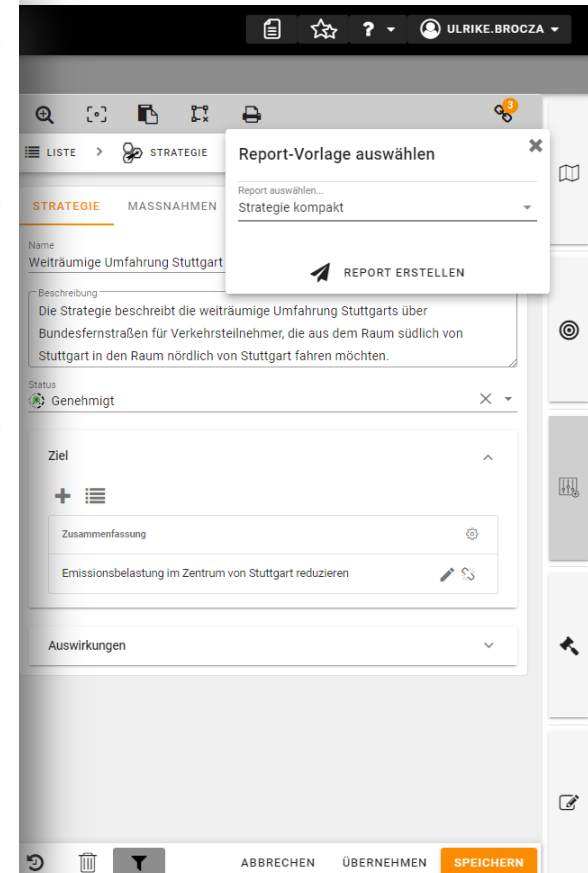 ? ULRIKE.BROCZA
3
LISTE > STRATEGIE
Report-Vorlage auswählen
Report auswählen...
Strategie kompakt
REPORT ERSTELLEN
STRATEGIE MASSNAHMEN
Name
Weiträumige Umfahrung Stuttgart
Beschreibung
Die Strategie beschreibt die weiträumige Umfahrung Stuttgarts über
Bundesfernstraßen für Verkehrsteilnehmer, die aus dem Raum südlich von
Stuttgart in den Raum nördlich von Stuttgart fahren möchten.
Status
Genehmigt
Ziel
Zusammenfassung
Emissionsbelastung im Zentrum von Stuttgart reduzieren
Auswirkungen
ABBRECHEN ÜBERNEHMEN SPEICHERN